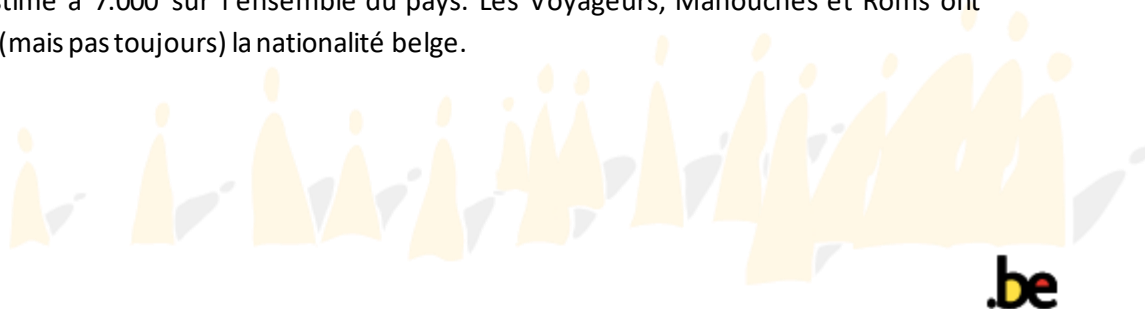 stimé à 7.000 sur l'ensemble du pays. Les Voyageurs, Manouches et Roms ont
(mais pas toujours) la nationalité belge.
.be